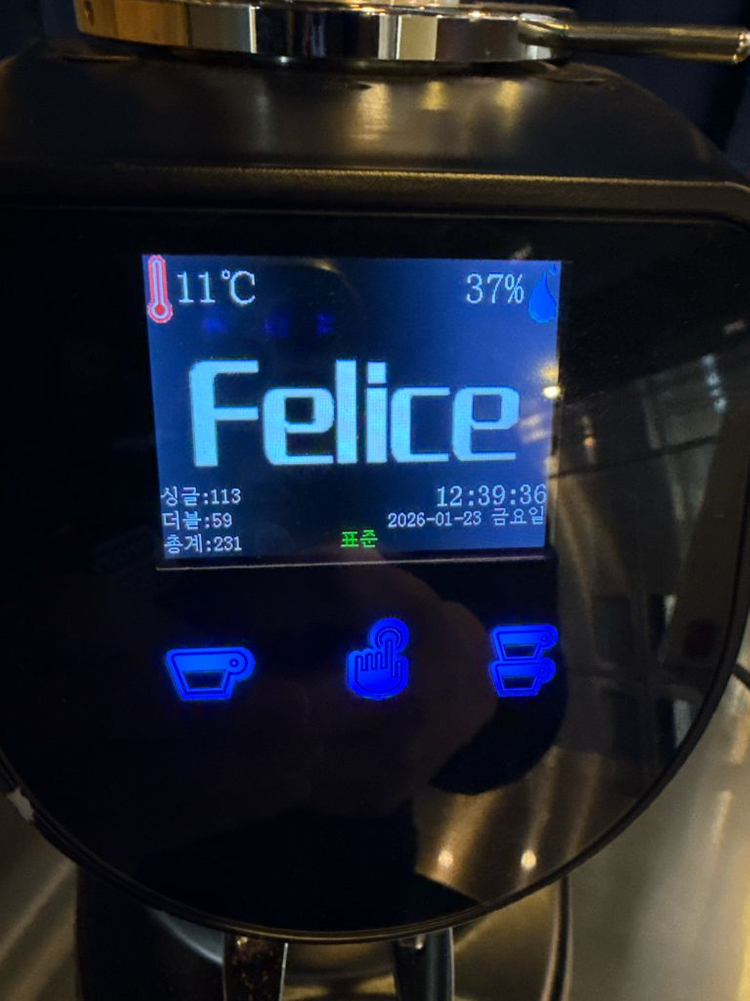 11℃ 37%
Felice
싱글:113
더블:59
총계:231
표준
12:39:36
2026-01-23 금요일